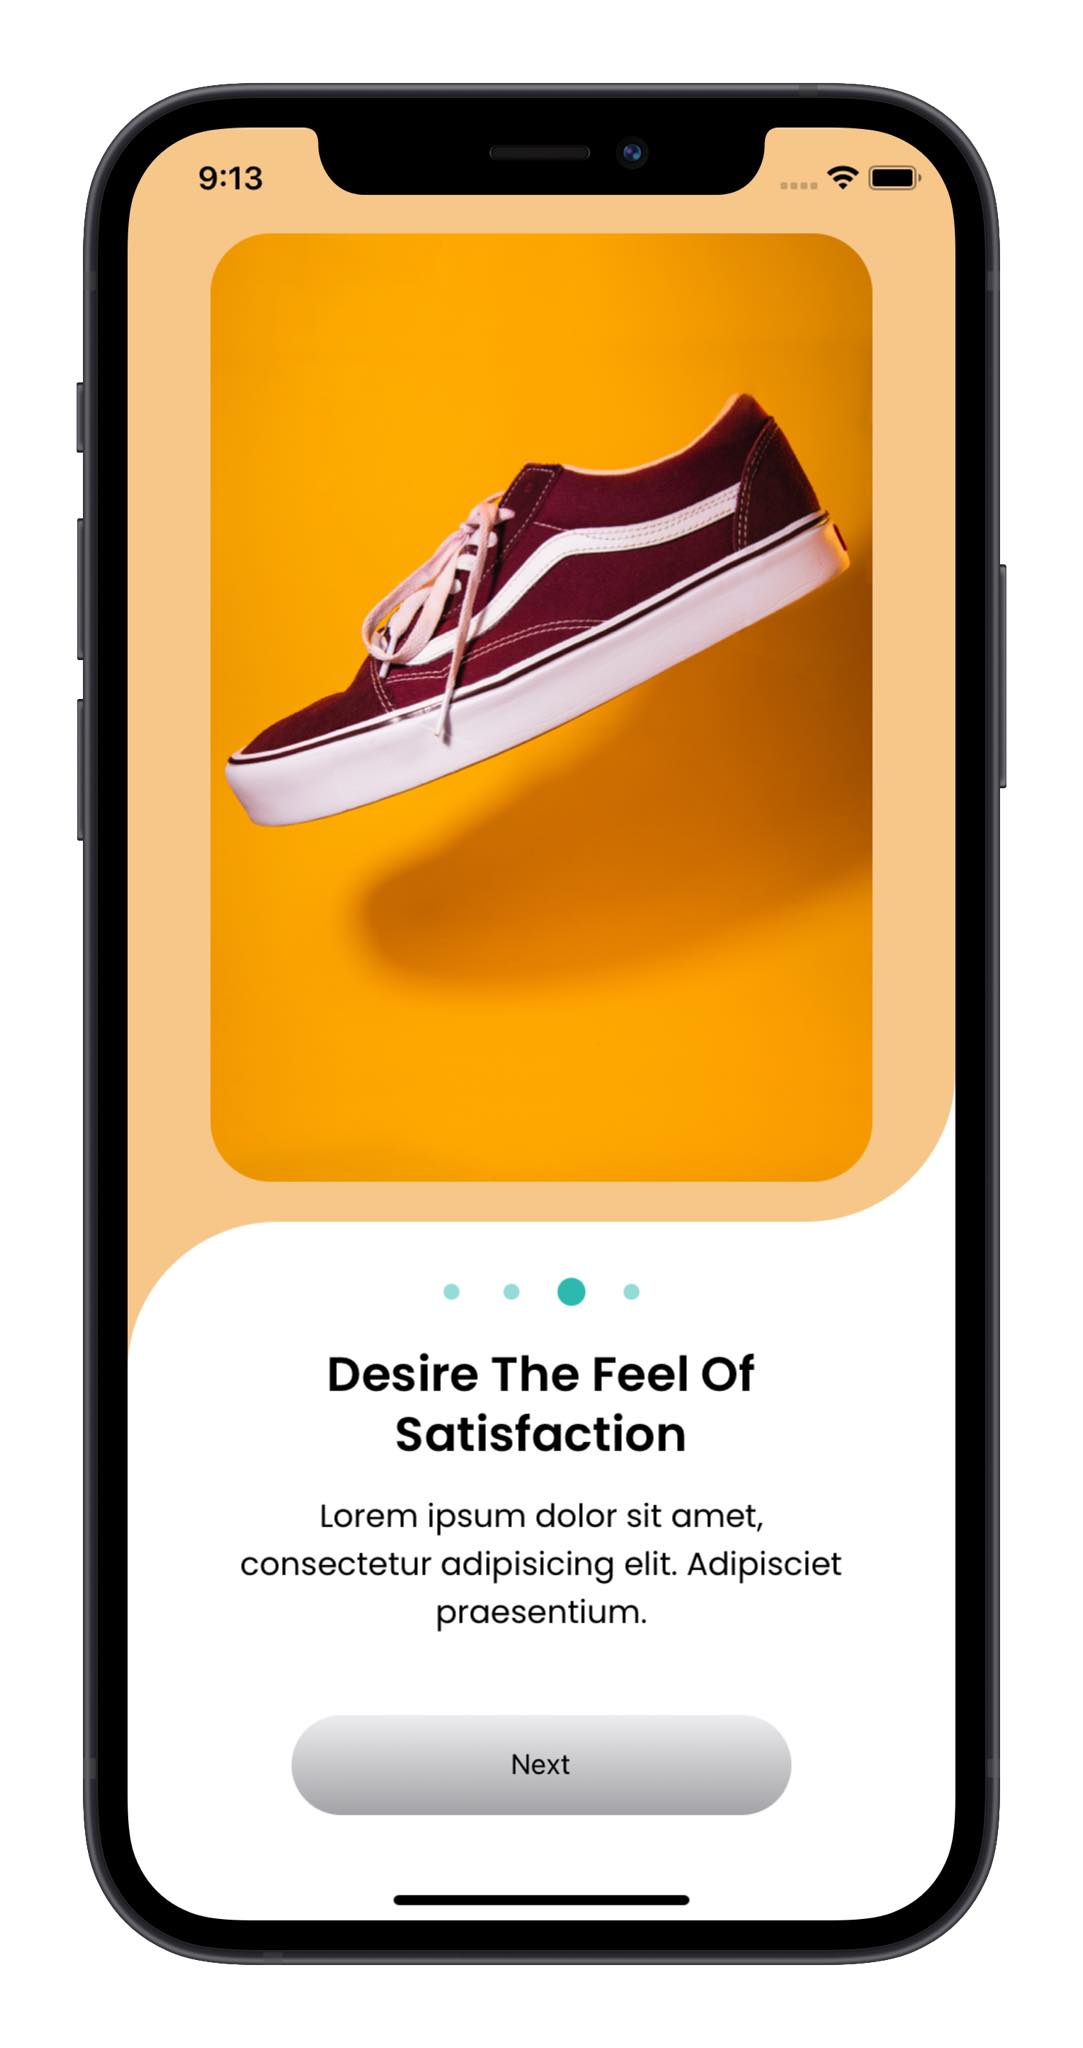 9:13
Desire The Feel Of
Satisfaction
Lorem ipsum dolor sit amet,
consectetur adipisicing elit. Adipisciet
praesentium.
Next